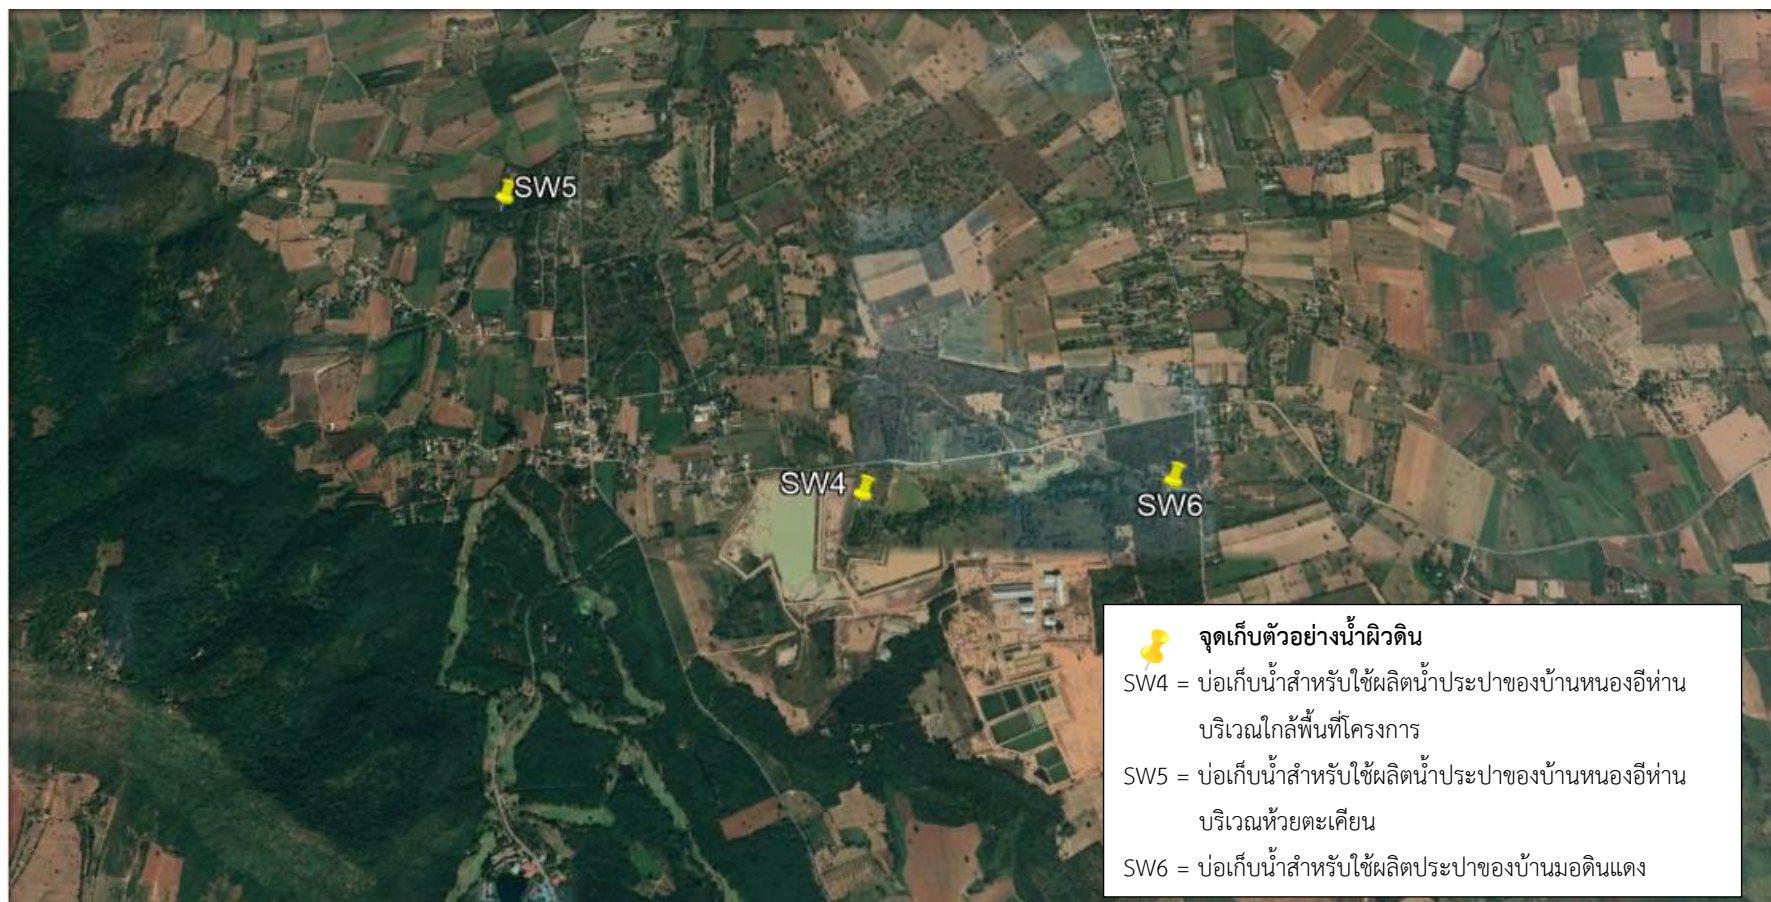 SW5
SW4
SW6
จุดเก็บตัวอย่างน้ำผิวดิน
SW4 = บ่อเก็บน้ำสำหรับใช้ผลิตน้ำประปาของบ้านหนองอีห่าน
บริเวณใกล้พื้นที่โครงการ
SW5 = บ่อเก็บน้ำสำหรับใช้ผลิตน้ำประปาของบ้านหนองอีห่าน
บริเวณห้วยตะเคียน
SW6 = บ่อเก็บน้ำสำหรับใช้ผลิตประปาของบ้านมอดินแดง